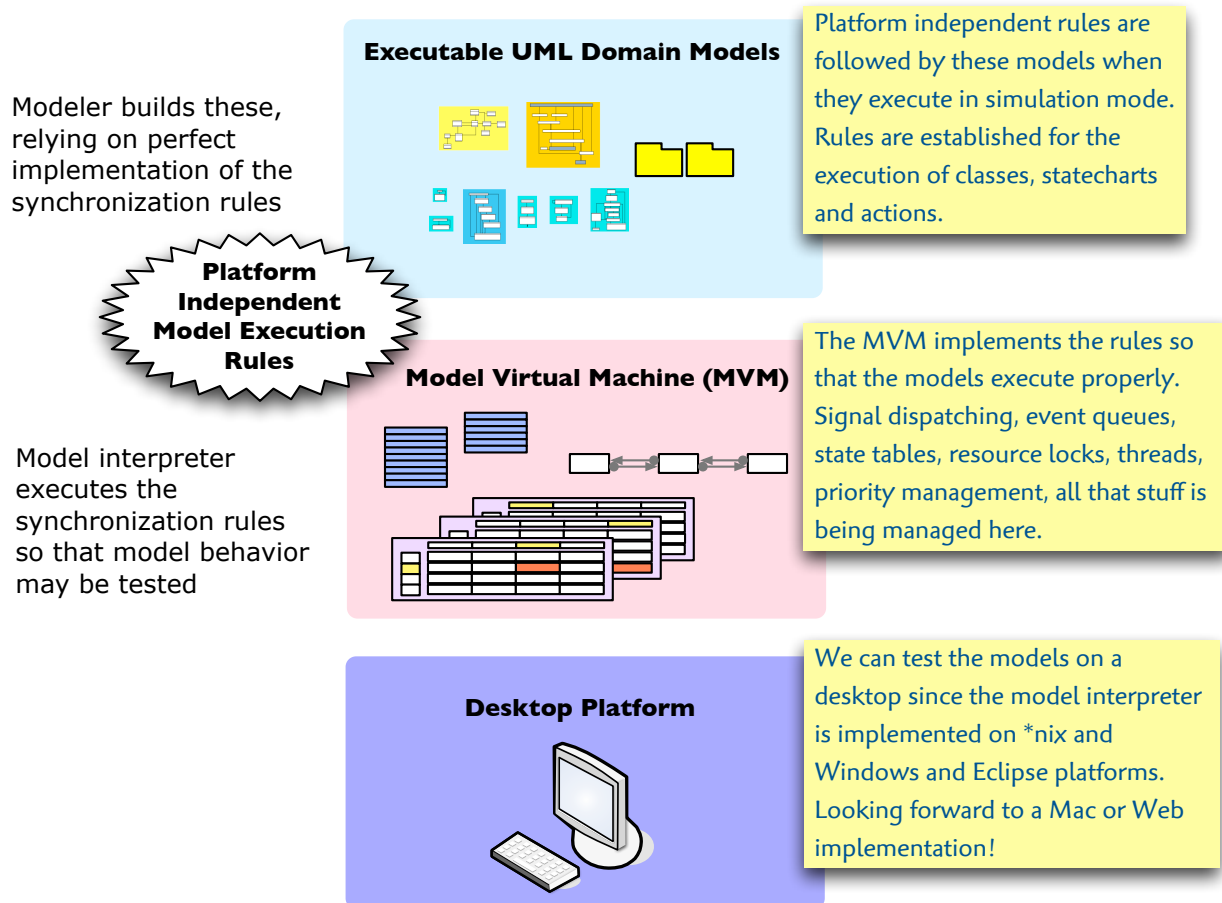 Executable UML Domain Models
Platform independent rules are
followed by these models when
they execute in simulation mode.
Rules are established for the
execution of classes, statecharts
and actions.
Modeler builds these,
relying on perfect
implementation of the
synchronization rules
Platform
Independent
Model Execution
Rules
Model Virtual Machine (MVM)
The MVM implements the rules so
that the models execute properly.
Signal dispatching, event queues,
state tables, resource locks, threads,
priority management, all that stuff is
being managed here.
Model interpreter
executes the
synchronization rules
so that model behavior
may be tested
Desktop Platform
We can test the models on a
desktop since the model interpreter
is implemented on *nix and
Windows and Eclipse platforms.
Looking forward to a Mac or Web
implementation!